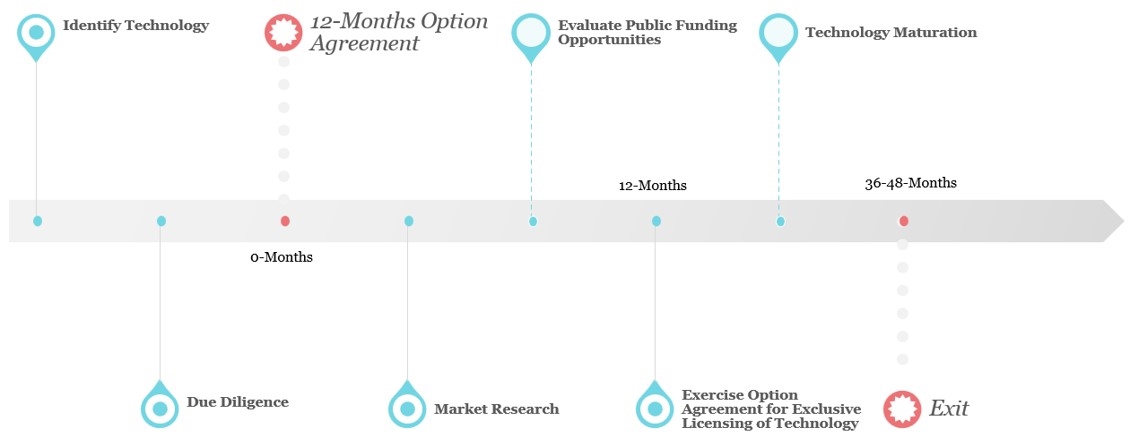 Identify Technology
12-Months Option
Agreement
Evaluate Public Funding
Opportunities
Technology Maturation
12-Months
36-48-Months
0-Months
Due Diligence
Market Research
Exercise Option
Agreement for Exclusive
Licensing of Technology
Exit